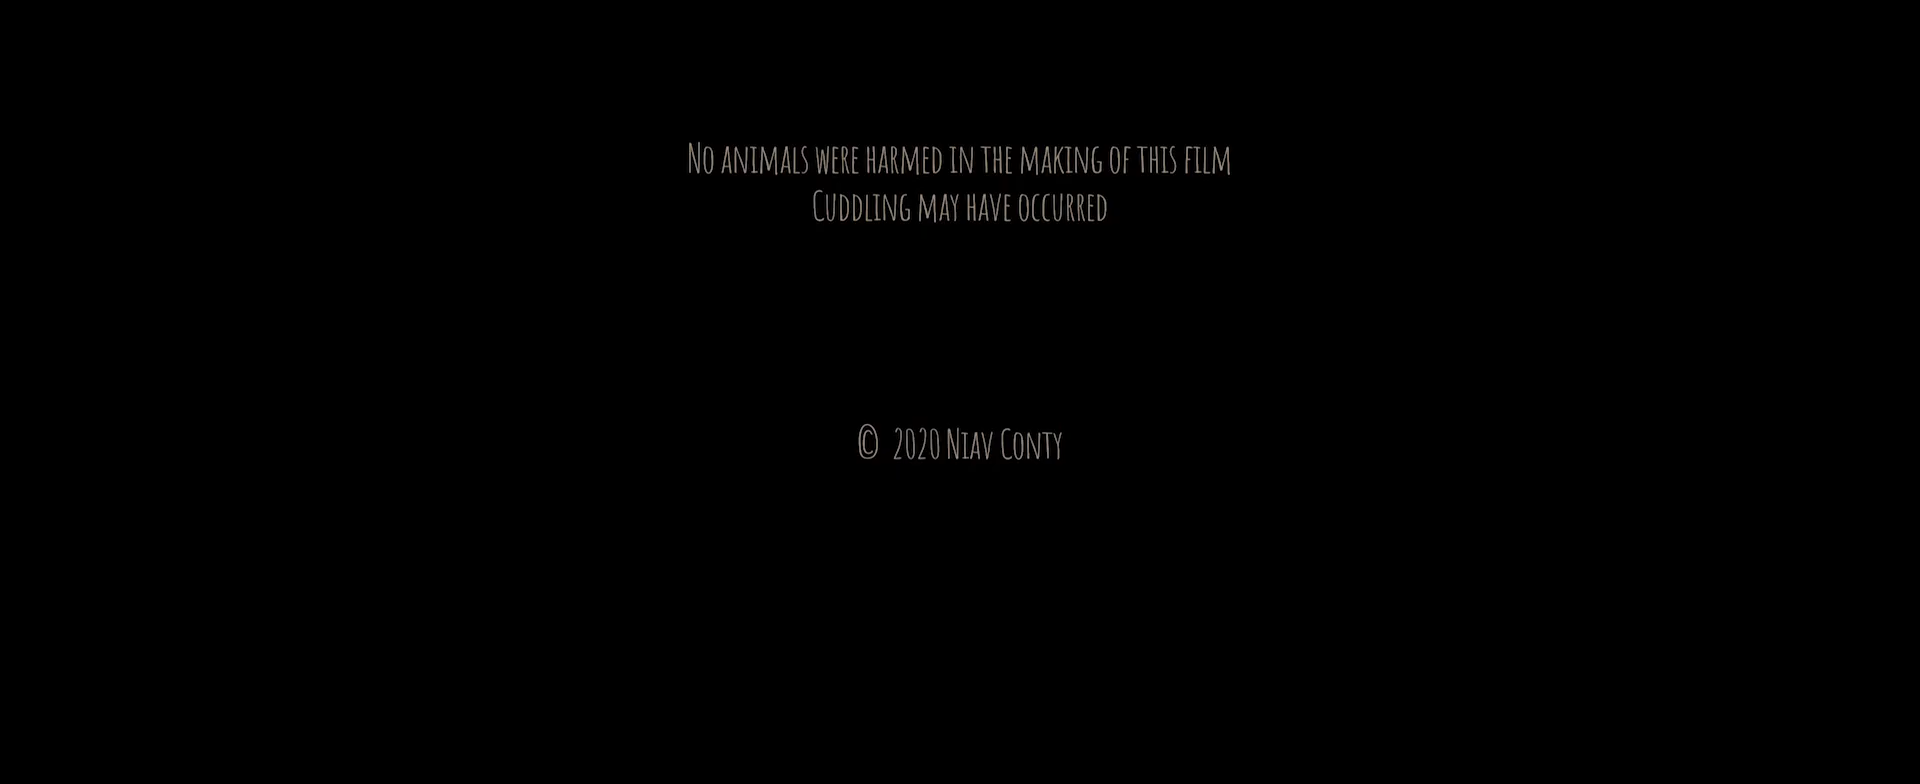 No animals were harmed in the making of this film
Cuddling may have occurred
© 2020 Niav Conty